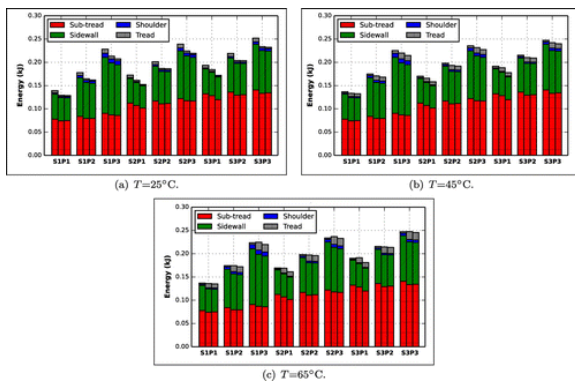 0.30
0.25
0.20
0.15
0.10
0.05
0.00
Energy (kJ)
Sub-tread
Sidewall
Shoulder
Tread
S1P1 S1P2 S1P3 S2P1 S2P2 S2P3 S3P1 S3P2 S3P3
(a) T=25°C.
0.30
0.25
0.20
0.15
0.10
0.05
0.00
Energy (kJ)
Sub-tread
Sidewall
Shoulder
Tread
S1P1 S1P2 S1P3 S2P1 S2P2 S2P3 S3P1 S3P2 S3P3
(b) T=45°C.
0.30
0.25
0.20
0.15
0.10
0.05
0.00
Energy (kJ)
Sub-tread
Sidewall
Shoulder
Tread
S1P1 S1P2 S1P3 S2P1 S2P2 S2P3 S3P1 S3P2 S3P3
(c) T=65°C.